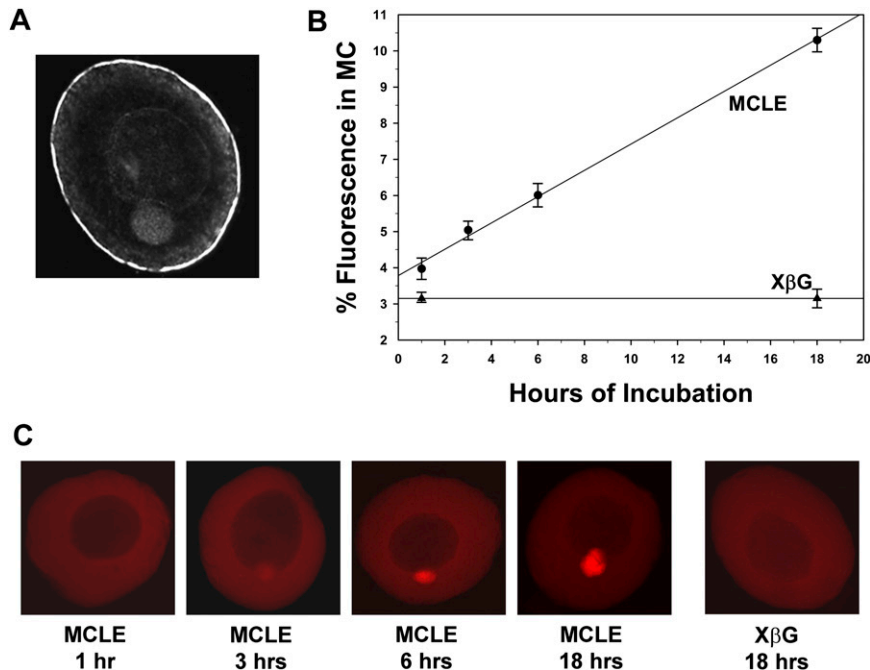 A
B
% Fluorescence in MC
11
10
9
8
7
6
5
4
3
2
MCLE
XβG
0 2 4 6 8 10 12 14 16 18 20
Hours of Incubation
C
MCLE MCLE MCLE MCLE XβG
1 hr 3 hrs 6 hrs 18 hrs 18 hrs